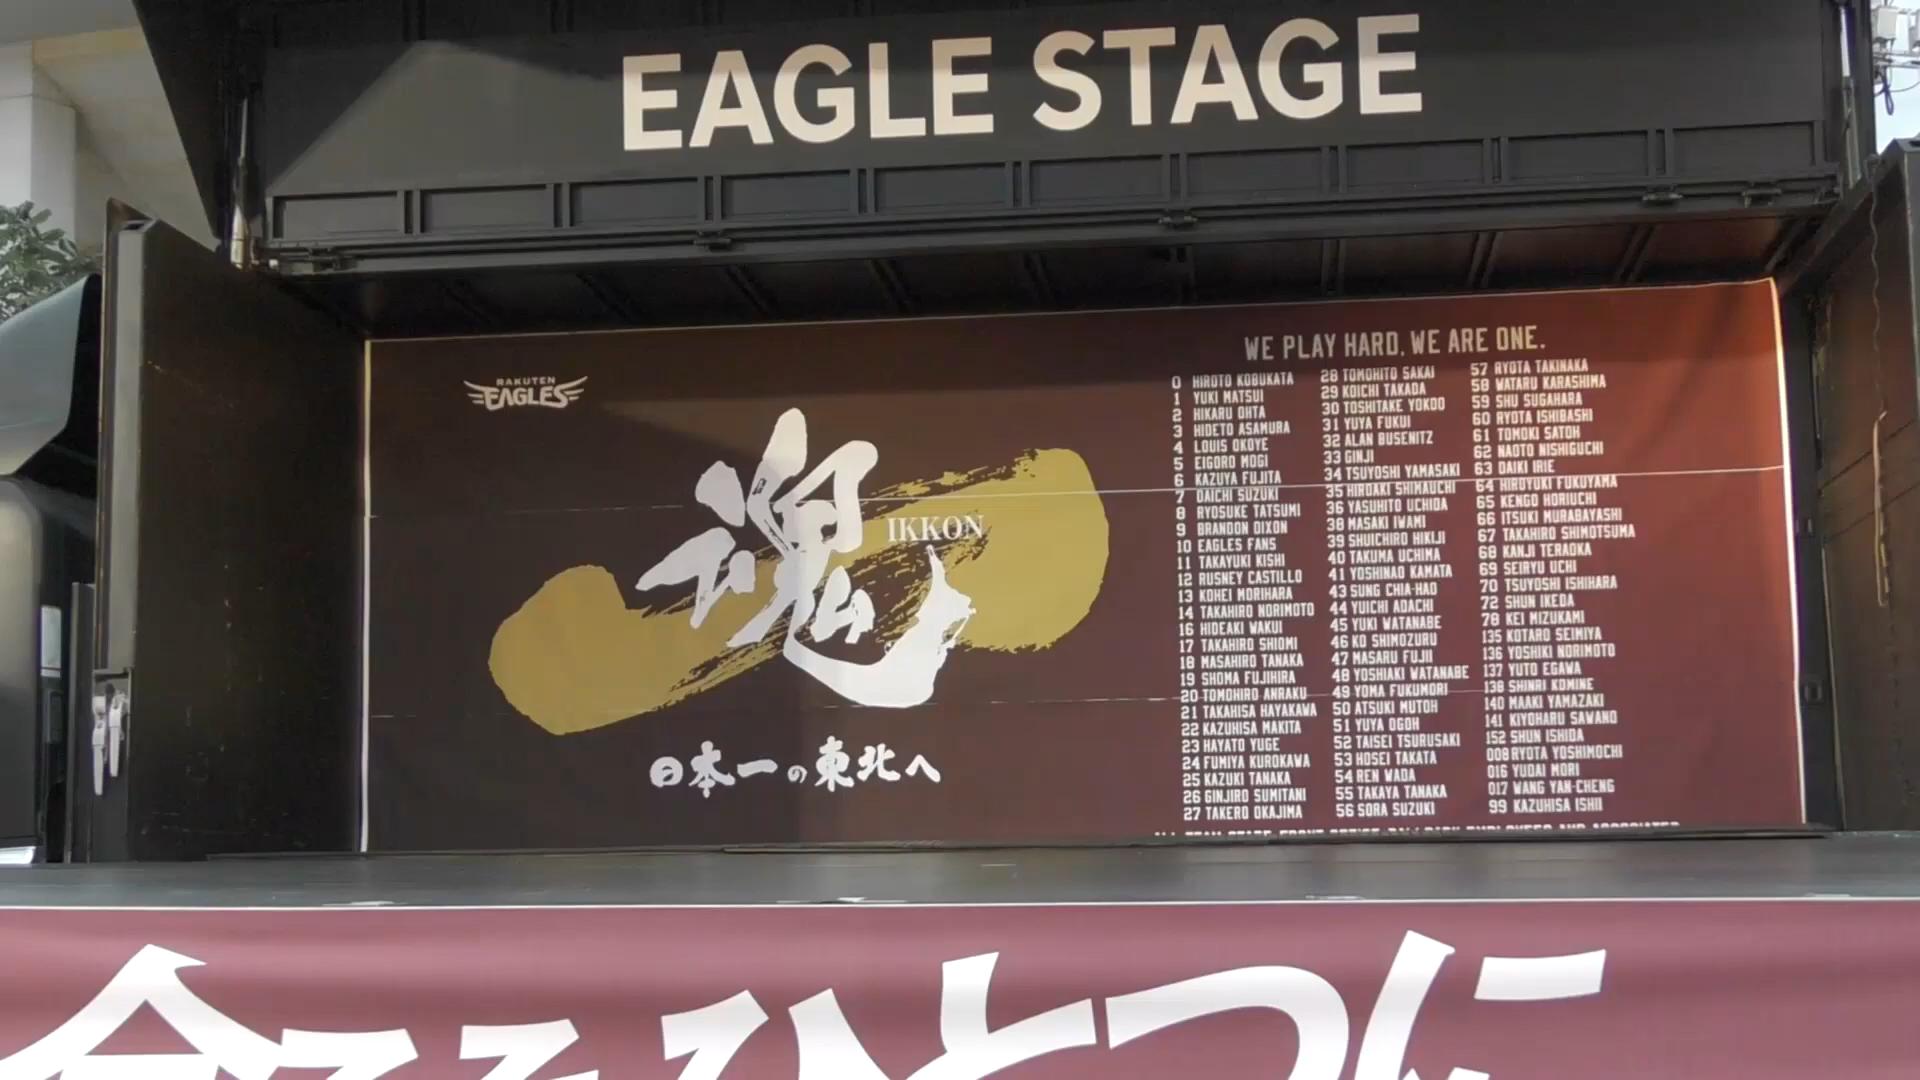 EAGLE STAGE
RAKUTEN
EAGLES
魂
IKKON
日本一の東北へ
WE PLAY HARD, WE ARE ONE.
0 HIROTO KOBUKATA
1 YUKI MATSUI
2 HIKARU OHTA
3 HIDETO ASAMURA
4 LOUIS OKOYE
5 EIGORO MOGI
6 KAZUYA FUJITA
7 DAICHI SUZUKI
8 RYOSUKE TATSUMI
9 BRANDON DIXON
10 EAGLES FANS
11 TAKAYUKI KISHI
12 RUSNEY CASTILLO
13 KOHEI MORIHARA
14 TAKAHIRO NORIMOTO
16 HIDEAKI WAKUI
17 TAKAHIRO SHIOMI
18 MASAHIRO TANAKA
19 SHOMA FUJIHIRA
20 TOMOHIRO ANRAKU
21 TAKAHISA HAYAKAWA
22 KAZUHISA MAKITA
23 HAYATO YUGE
24 FUMIYA KUROKAWA
25 KAZUKI TANAKA
26 GINJIRO SUMITANI
27 TAKERO OKAJIMA
28 TOMOHITO SAKAI
29 KOICHI TAKADA
30 TOSHITAKE YOKOO
31 YUYA FUKUI
32 ALAN BUSENITZ
33 GINJI
34 TSUYOSHI YAMASAKI
35 HIROAKI SHIMAUCHI
36 YASUHITO UCHIDA
38 MASAKI IWAMI
39 SHUICHIRO HIKIJI
40 TAKUMA UCHIMA
41 YOSHINAO KAMATA
43 SUNG CHIA-HAO
44 YUICHI ADACHI
45 YUKI WATANABE
46 KO SHIMOZURU
47 MASARU FUJII
48 YOSHIAKI WATANABE
49 YOMA FUKUMORI
50 ATSUKI MUTOH
51 YUYA OGOH
52 TAISEI TSURUSAKI
53 HOSEI TAKATA
54 REN WADA
55 TAKAYA TANAKA
56 SORA SUZUKI
57 RYOTA TAKINAKA
58 WATARU KARASHIMA
59 SHU SUGAHARA
60 RYOTA ISHIBASHI
61 TOMOKI SATOH
62 NAOTO NISHIGUCHI
63 DAIKI IRIE
64 HIROYUKI FUKUYAMA
65 KENGO HORIUCHI
66 ITSUKI MURABAYASHI
67 TAKAHIRO SHIMOTSUMA
68 KANJI TERAOKA
69 SEIRYU UCHI
70 TSUYOSHI ISHIHARA
72 SHUN IKEDA
78 KEI MIZUKAMI
135 KOTARO SEIMIYA
136 YOSHIKI NORIMOTO
137 YUTO EGAWA
138 SHINRI KOMINE
140 MAAKI YAMAZAKI
141 KIYOHARU SAWANO
152 SHUN ISHIDA
008 RYOTA YOSHIMOCHI
016 YUDAI MORI
017 WANG YAN-CHENG
99 KAZUHISA ISHII
ひとつに